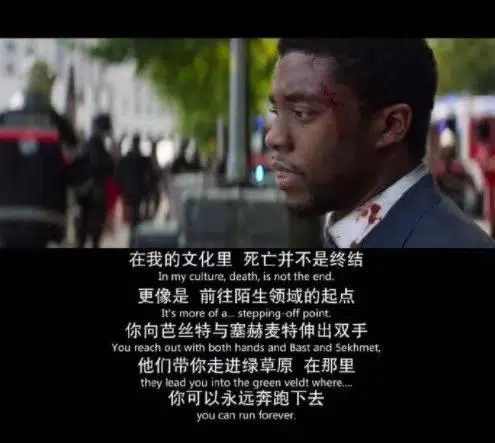 在我的文化里 死亡并不是终结
In my culture, death, is not the end.
更像是 前往陌生领域的起点
It's more of a... stepping-off point.
你向芭丝特与塞赫麦特伸出双手
You reach out with both hands and Bast and Sekhmet,
他们带你走进绿草原 在那里
they lead you into the green veldt where....
你可以永远奔跑下去
you can run forever.